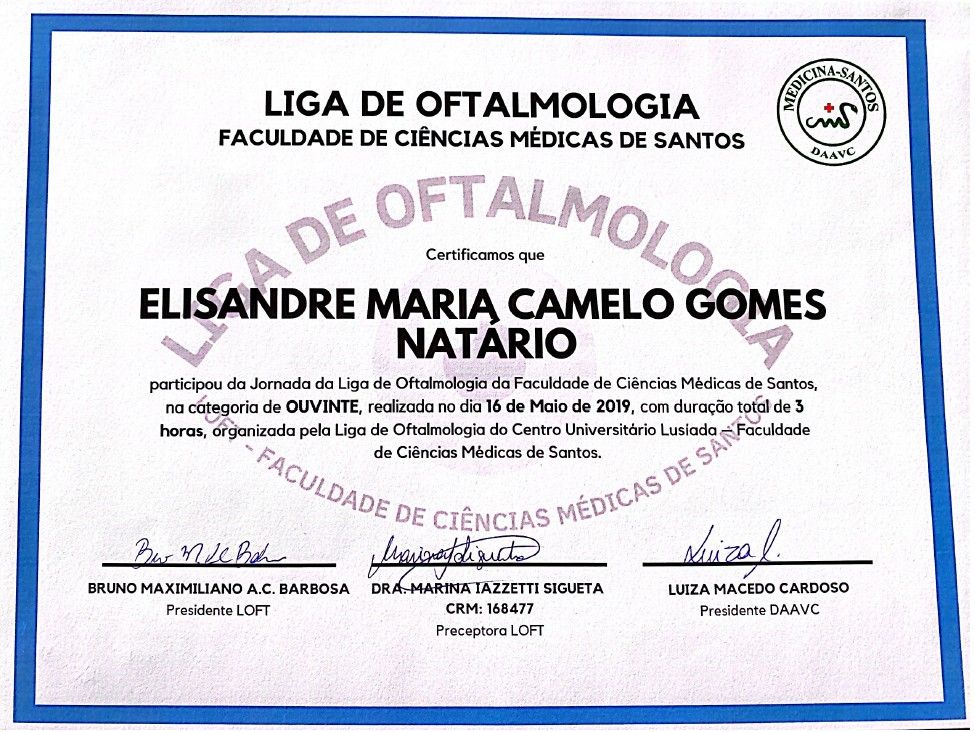 LIGA DE OFTALMOLOGIA
FACULDADE DE CIÊNCIAS MÉDICAS DE SANTOS
MEDICINA-SANTOS
DAAVC
LIGA DE OFTALMOLOGIA
Certificamos que
ELISANDRE MARIA CAMELO GOMES
NATÁRIO
participou da Jornada da Liga de Oftalmologia da Faculdade de Ciências Médicas de Santos,
na categoria de OUVINTE, realizada no dia 16 de Maio de 2019, com duração total de 3
horas, organizada pela Liga de Oftalmologia do Centro Universitário Lusíada – Faculdade
de Ciências Médicas de Santos.
LOFT - FACULDADE DE CIÊNCIAS MÉDICAS DE SANTOS
Luiza
BRUNO MAXIMILIANO A.C. BARBOSA
Presidente LOFT
DRA. MARINA IAZZETTI SIGUETA
CRM: 168477
Preceptora LOFT
LUIZA MACEDO CARDOSO
Presidente DAAVC